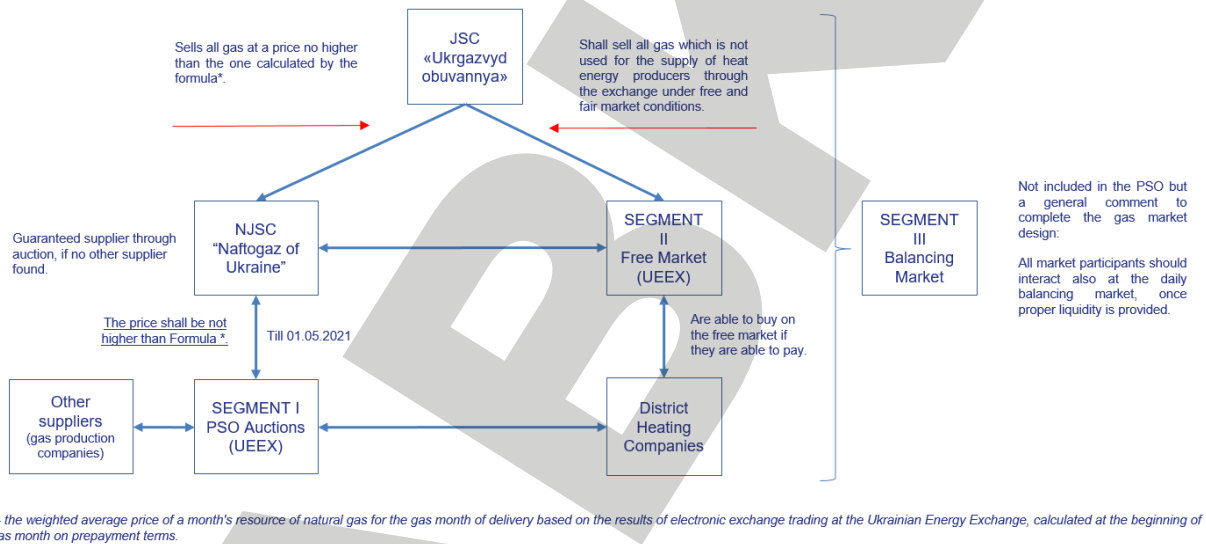 JSC
«Ukrgazvyd
obuvannya»
Sells all gas at a price no higher
than the one calculated by the
formula*.
Shall sell all gas which is not
used for the supply of heat
energy producers through
the exchange under free and
fair market conditions.
NJSC
“Naftogaz of
Ukraine”
SEGMENT
II
Free Market
(UEEX)
SEGMENT
III
Balancing
Market
Guaranteed supplier through
auction, if no other supplier
found.
Not included in the PSO but
a general comment to
complete the gas market
design:
All market participants should
interact also at the daily
balancing market, once
proper liquidity is provided.
The price shall be not
higher than Formula *.
Till 01.05.2021
Are able to buy on
the free market if
they are able to pay.
Other
suppliers
(gas production
companies)
SEGMENT I
PSO Auctions
(UEEX)
District
Heating
Companies
- the weighted average price of a month's resource of natural gas for the gas month of delivery based on the results of electronic exchange trading at the Ukrainian Energy Exchange, calculated at the beginning of
as month on prepayment terms.